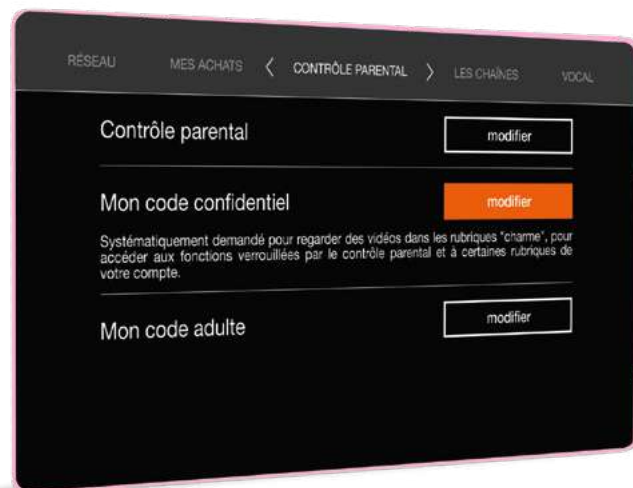 RÉSEAU MES ACHATS < CONTRÔLE PARENTAL > LES CHAÎNES VOCAL
Contrôle parental modifier
Mon code confidentiel modifier
Systématiquement demandé pour regarder des vidéos dans les rubriques "charme", pour
accéder aux fonctions verrouillées par le contrôle parental et à certaines rubriques de
votre compte.
Mon code adulte modifier